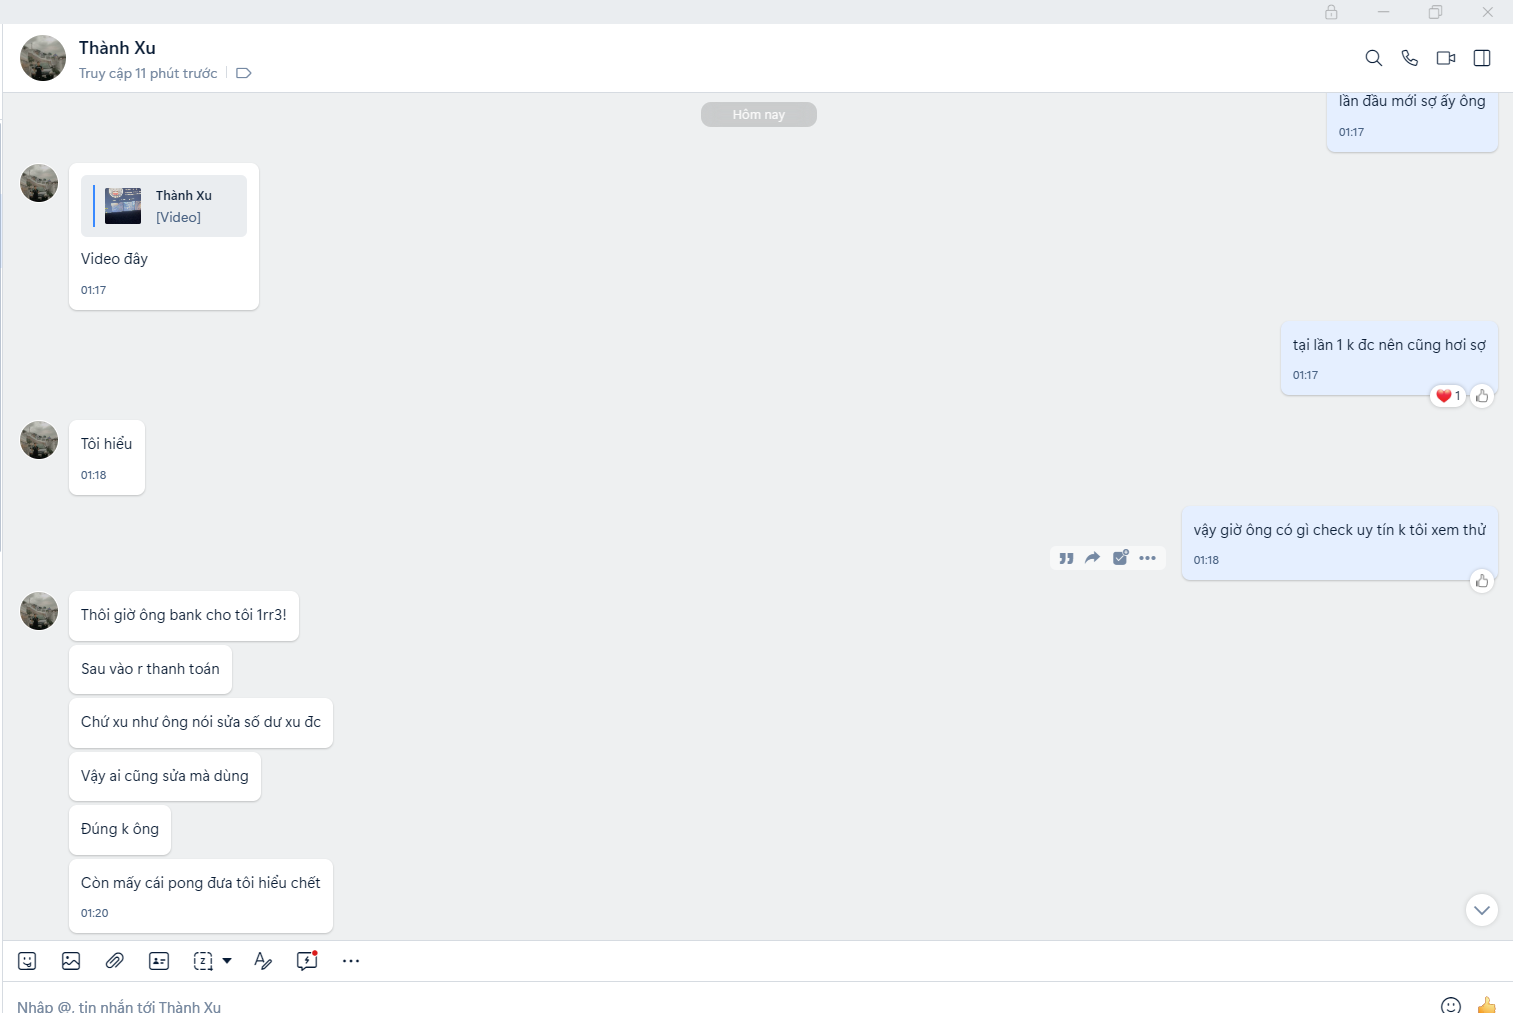 Thành Xu
Truy cập 11 phút trước
lần đầu mới sợ ấy ông
01:17
Hôm nay
Thành Xu
[Video]
Video đây
01:17
tại lần 1 k đc nên cũng hơi sợ
01:17
1
Tôi hiểu
01:18
vậy giờ ông có gì check uy tín k tôi xem thử
01:18
Thôi giờ ông bank cho tôi 1rr3!
Sau vào r thanh toán
Chứ xu như ông nói sửa số dư xu đc
Vậy ai cũng sửa mà dùng
Đúng k ông
Còn mấy cái pong đưa tôi hiểu chết
01:20
Nhập @, tin nhắn tới Thành Xu